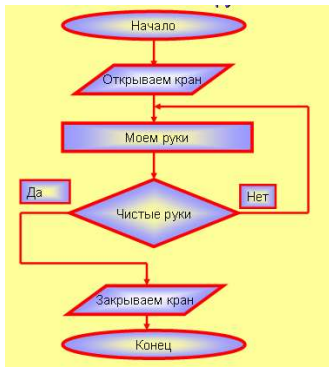 Начало
Открываем кран
Моем руки
Да
Нет
Чистые руки
Закрываем кран
Конец